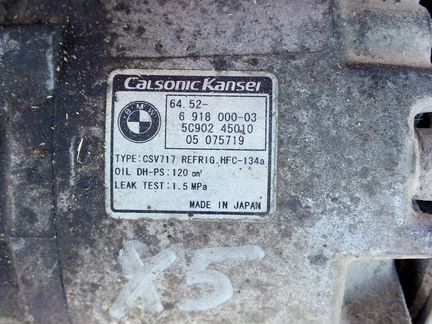 CalsonicKansei
BMW
64. 52-
6 918 000-03
5C902 45010
05 075719
TYPE:CSV717 REFRIG.HFC-134a
OIL DH-PS:120 cm³
LEAK TEST:1.5 MPa
MADE IN JAPAN
X5